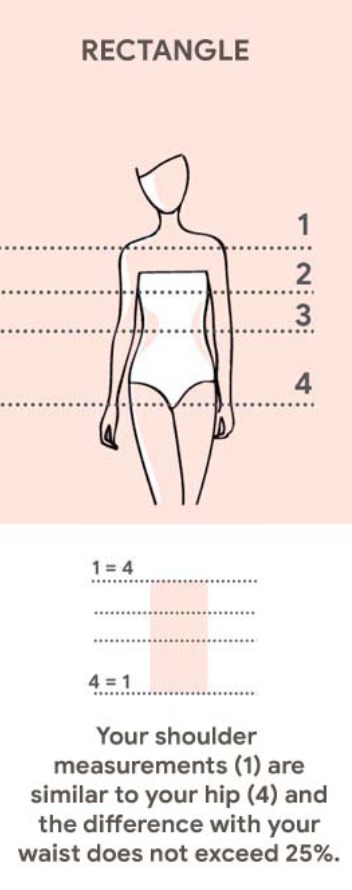 RECTANGLE
1
2
3
4
1 = 4
4 = 1
Your shoulder
measurements (1) are
similar to your hip (4) and
the difference with your
waist does not exceed 25%.